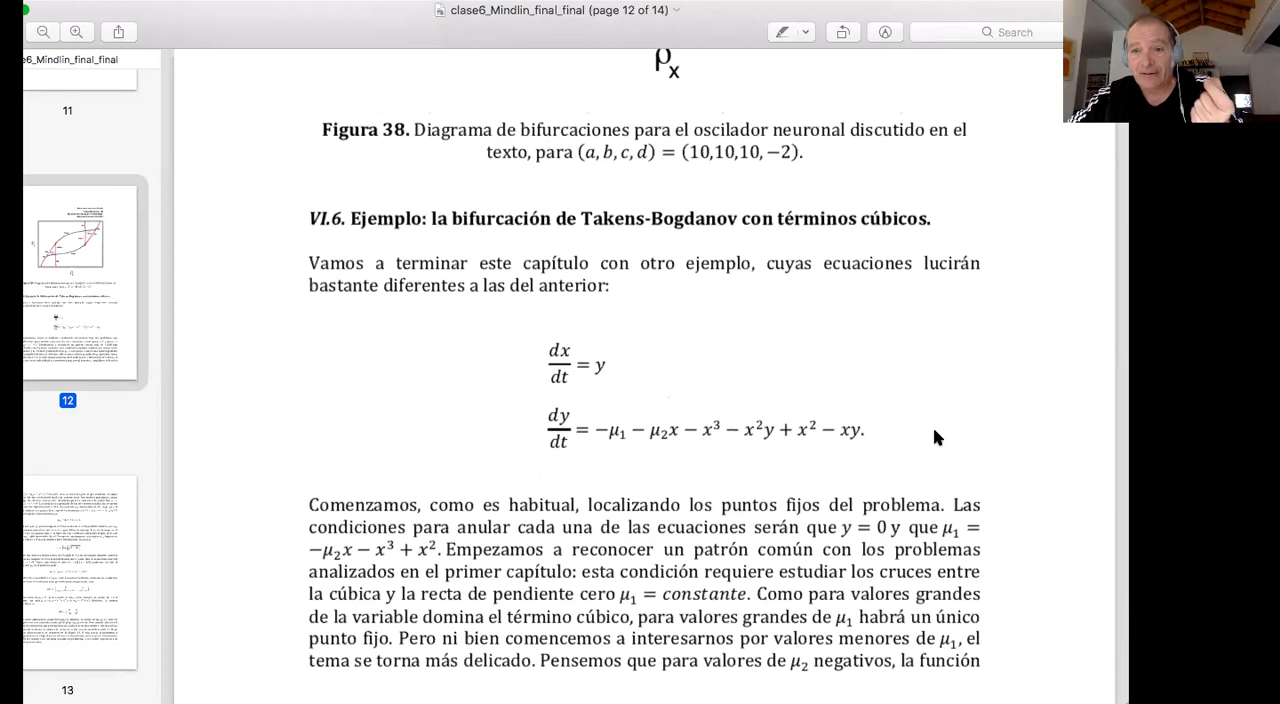 clase6_Mindlin_final_final (page 12 of 14)
Search
e6_Mindlin_final_final
11
12
13
ρx
Figura 38. Diagrama de bifurcaciones para el oscilador neuronal discutido en el
texto, para (a, b, c, d) = (10,10,10, −2).
VI.6. Ejemplo: la bifurcación de Takens-Bogdanov con términos cúbicos.
Vamos a terminar este capítulo con otro ejemplo, cuyas ecuaciones lucirán
bastante diferentes a las del anterior:
dx/dt = y
dy/dt = −μ₁ − μ₂x − x³ − x²y + x² − xy.
Comenzamos, como es habitual, localizando los puntos fijos del problema. Las
condiciones para anular cada una de las ecuaciones serán que y = 0 y que μ₁ =
−μ₂x − x³ + x². Empezamos a reconocer un patrón común con los problemas
analizados en el primer capítulo: esta condición requiere estudiar los cruces entre
la cúbica y la recta de pendiente cero μ₁ = constante. Como para valores grandes
de la variable domina el término cúbico, para valores grandes de μ₁ habrá un único
punto fijo. Pero ni bien comencemos a interesarnos por valores menores de μ₁, el
tema se torna más delicado. Pensemos que para valores de μ₂ negativos, la función